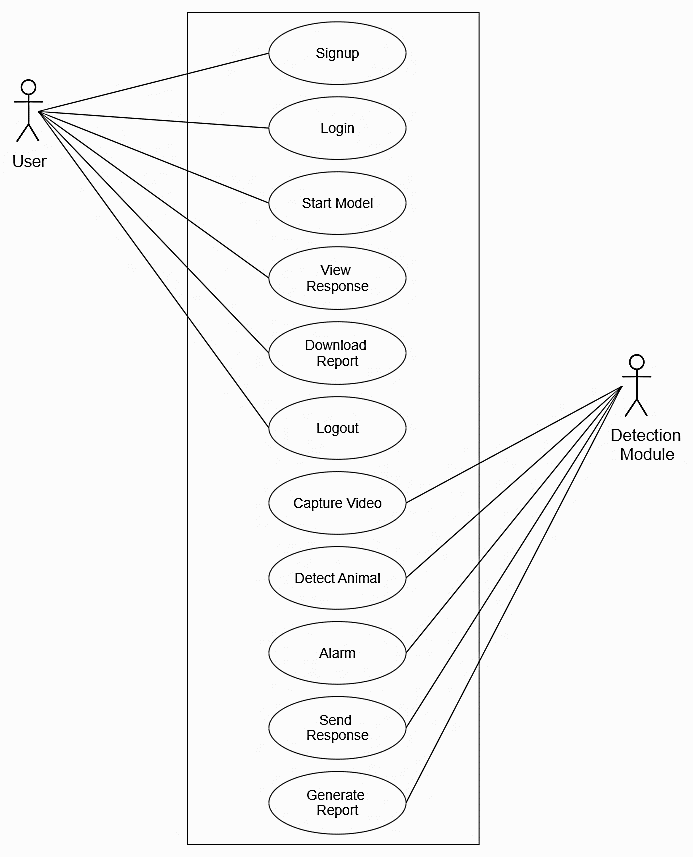 Signup
User
Login
Start Model
View
Response
Download
Report
Logout
Detection
Module
Capture Video
Detect Animal
Alarm
Send
Response
Generate
Report